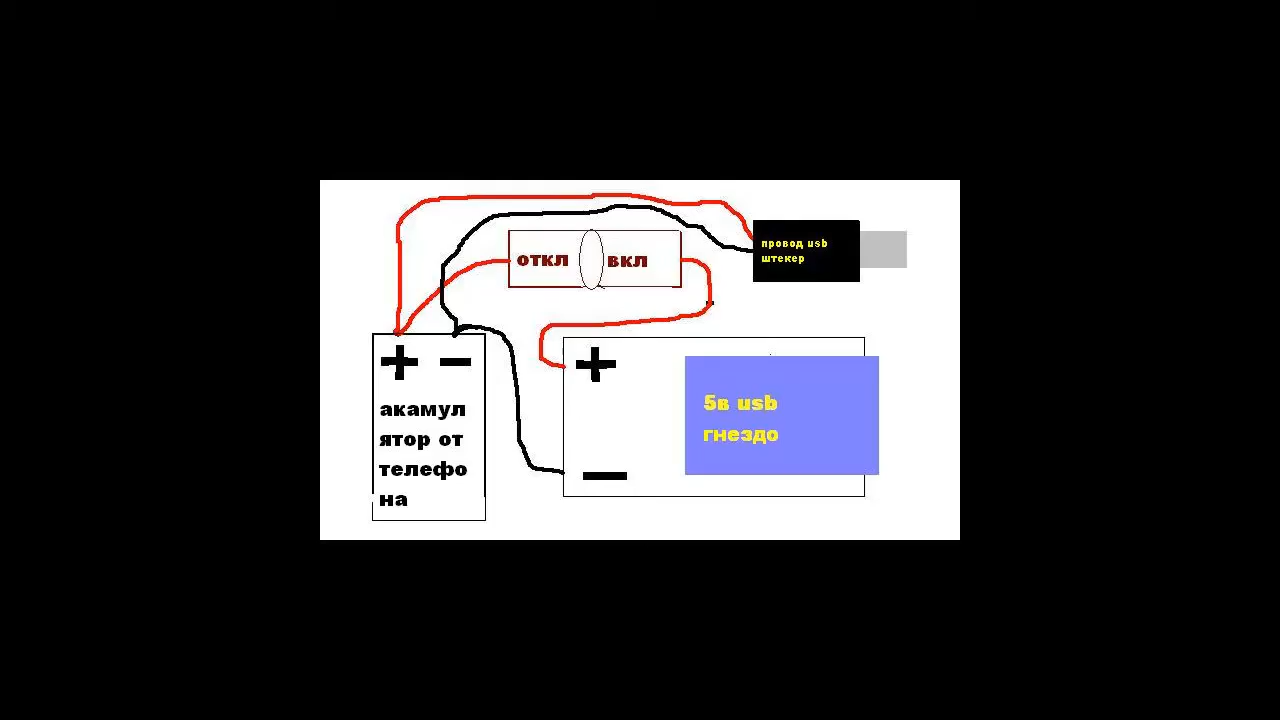 провод usb
штекер
откл вкл
+ −
акамул
ятор от
телефо
на
+
5в usb
гнездо
−